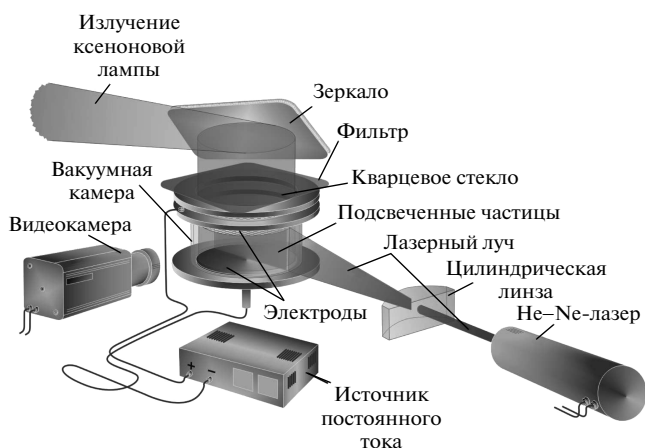 Излучение
ксеноновой
лампы
Зеркало
Фильтр
Вакуумная
камера
Кварцевое стекло
Подсвеченные частицы
Видеокамера
Лазерный луч
Цилиндрическая
линза
Электроды
He–Ne-лазер
+ –
Источник
постоянного
тока